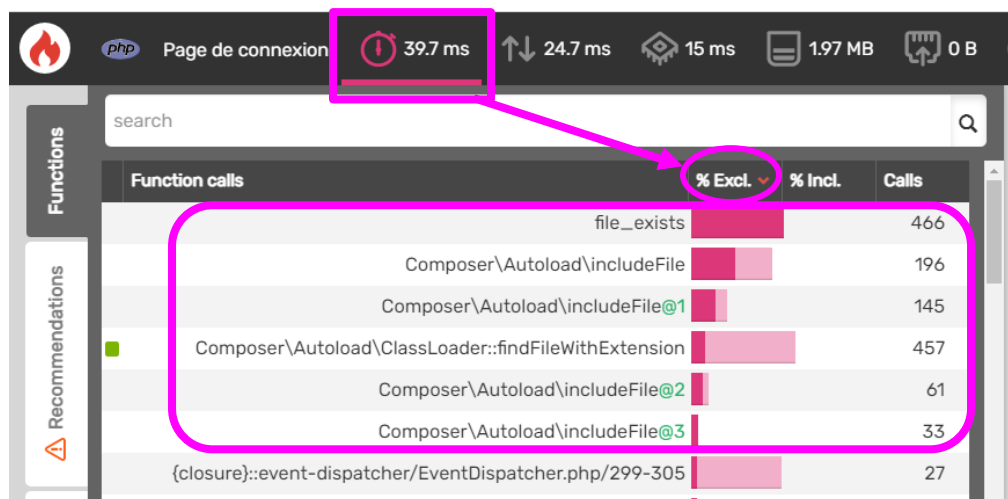 php Page de connexion 39.7 ms 24.7 ms 15 ms 1.97 MB 0 B
search
Functions
Recommendations
Function calls % Excl. % Incl. Calls
file_exists 466
Composer\Autoload\includeFile 196
Composer\Autoload\includeFile@1 145
Composer\Autoload\ClassLoader::findFileWithExtension 457
Composer\Autoload\includeFile@2 61
Composer\Autoload\includeFile@3 33
{closure}::event-dispatcher/EventDispatcher.php/299-305 27